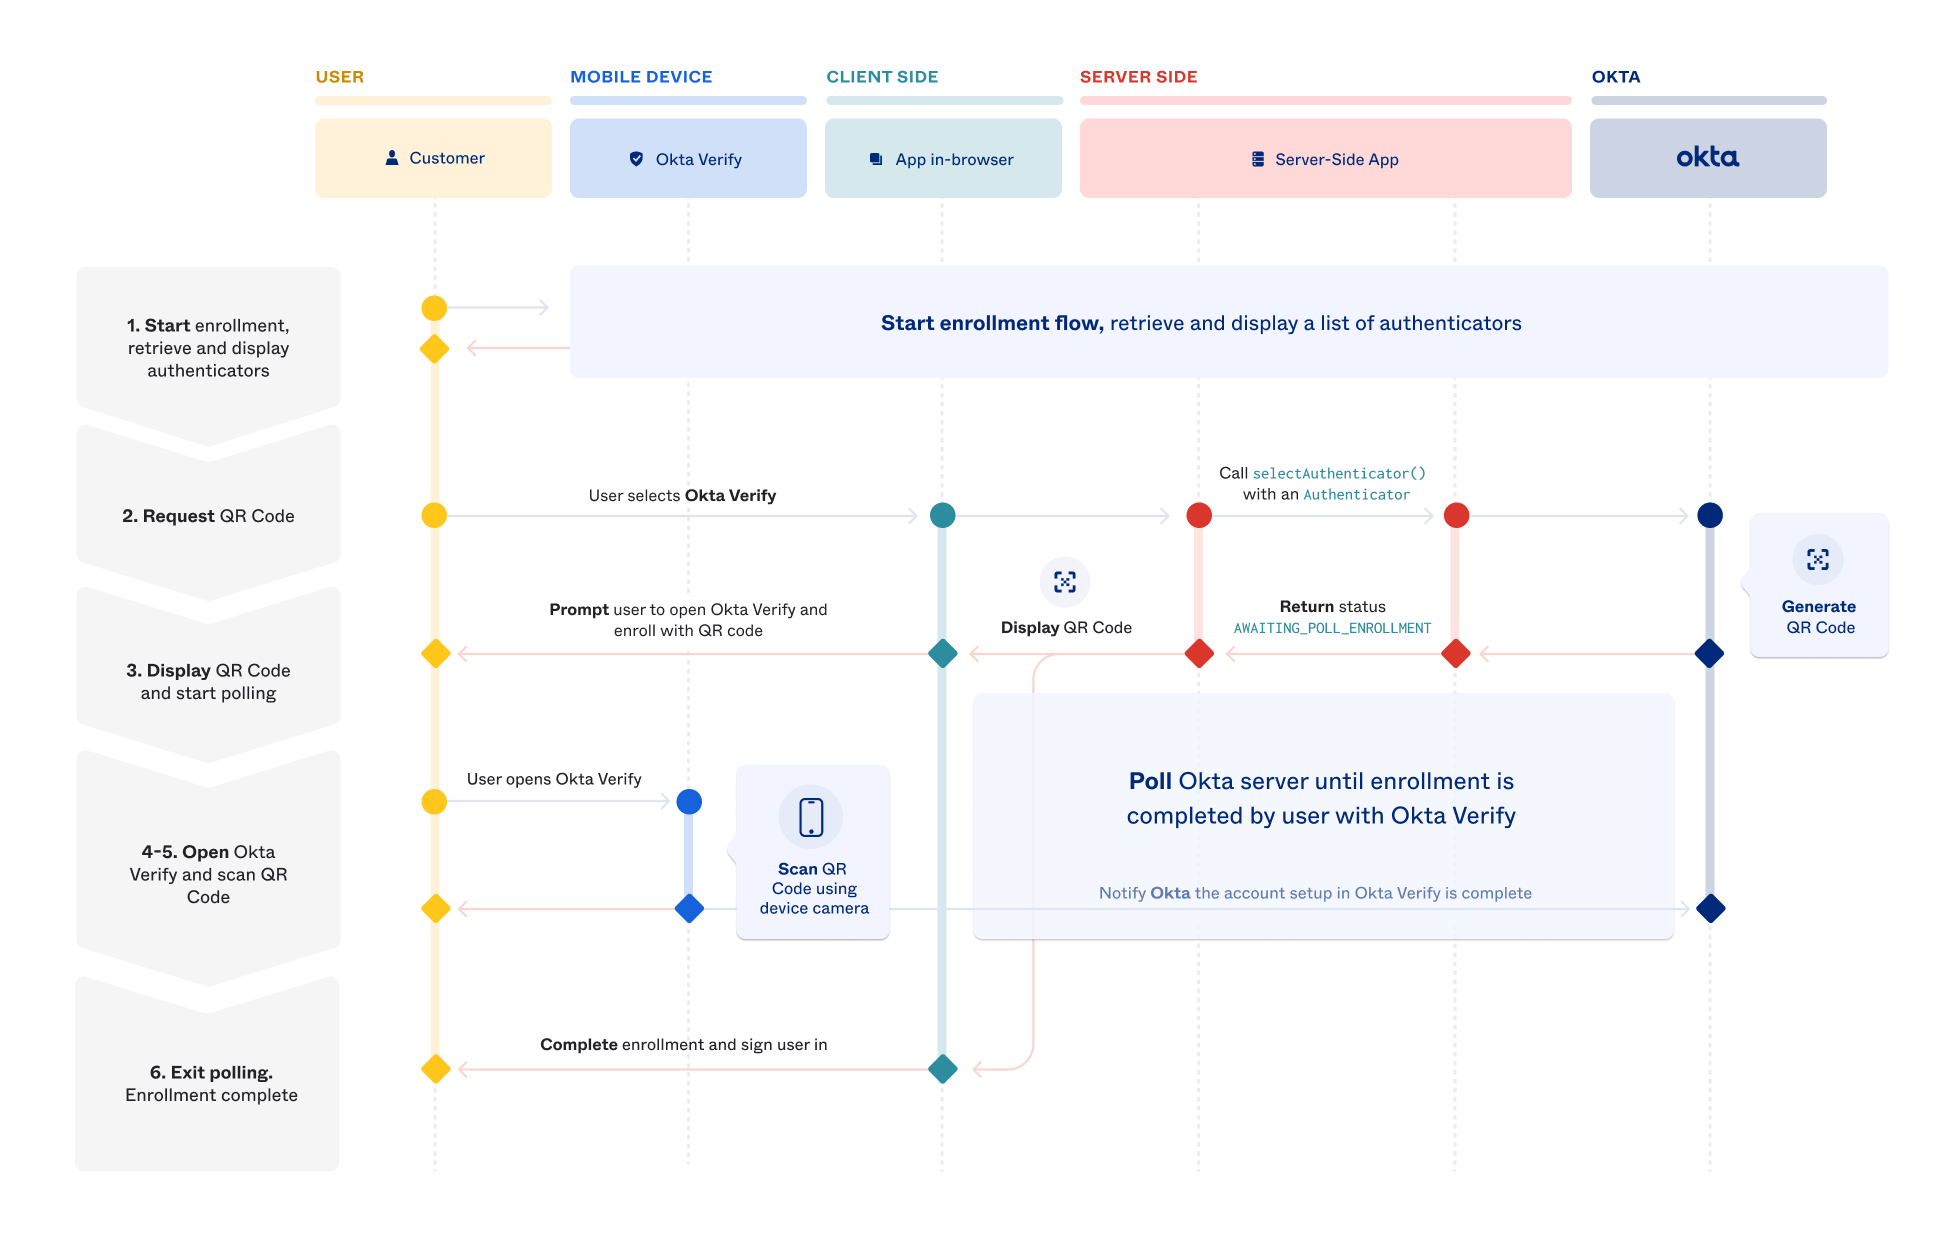 USER
MOBILE DEVICE
CLIENT SIDE
SERVER SIDE
OKTA
Customer
Okta Verify
App in-browser
Server-Side App
okta
1. Start enrollment,
retrieve and display
authenticators
Start enrollment flow, retrieve and display a list of authenticators
2. Request QR Code
User selects Okta Verify
Call selectAuthenticator()
with an Authenticator
Generate
QR Code
3. Display QR Code
and start polling
Prompt user to open Okta Verify and
enroll with QR code
Display QR Code
Return status
AWAITING_POLL_ENROLLMENT
4-5. Open Okta
Verify and scan QR
Code
User opens Okta Verify
Scan QR
Code using
device camera
Poll Okta server until enrollment is
completed by user with Okta Verify
Notify Okta the account setup in Okta Verify is complete
6. Exit polling.
Enrollment complete
Complete enrollment and sign user in